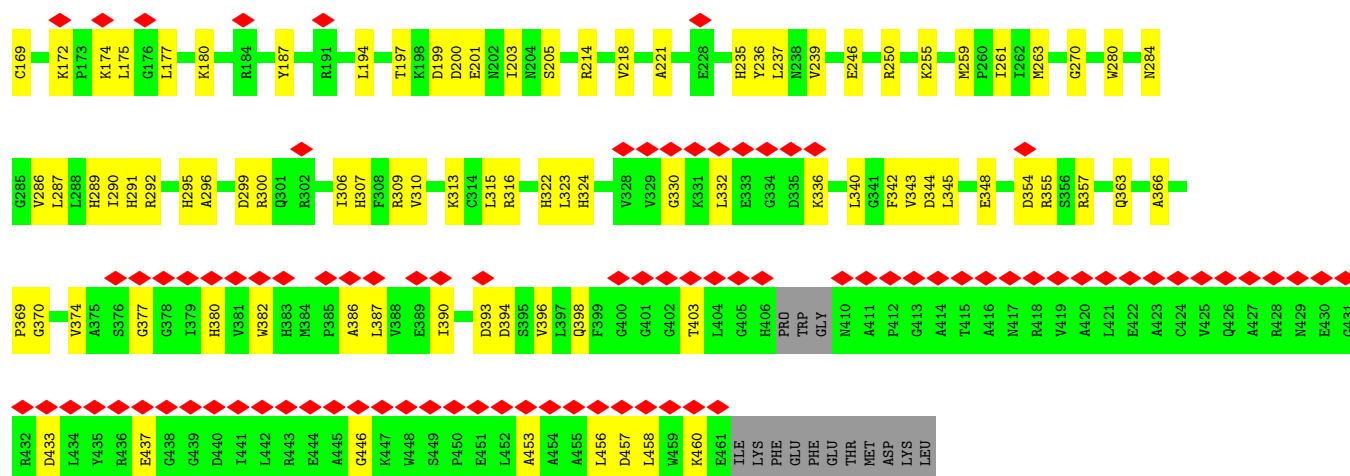 C169 K172 P173 K174 L175 G176 L177 K180 R184 Y187 R191 L194 T197 K198 D199 D200 E201 N202 I203 N204 S205 R214 V218 A221 E228 H235 Y236 L237 N238 V239 E246 R250 K255 M259 P260 I261 I262 M263 G270 W280 N284
G285 V286 L287 L288 H289 I290 H291 R292 H295 A296 D299 R300 Q301 R302 I306 H307 F308 R309 V310 K313 C314 L315 R316 H322 L323 H324 V328 V329 G330 K331 L332 E333 G334 D335 K336 L340 G341 F342 V343 D344 L345 E348 D354 R355 S356 R357 Q363 A366
P369 G370 V374 A375 S376 G377 G378 I379 H380 V381 W382 H383 M384 P385 A386 L387 V388 E389 I390 D393 D394 S395 V396 L397 Q398 F399 G400 G401 G402 T403 L404 G405 H406 PRO TRP GLY N410 A411 P412 G413 A414 T415 A416 N417 R418 V419 A420 L421 E422 A423 C424 V425 Q426 A427 R428 N429 E430 G431
R432 D433 L434 Y435 R436 E437 G438 G439 D440 I441 L442 R443 E444 A445 G446 K447 W448 S449 P450 E451 L452 A453 A454 A455 L456 D457 L458 W459 K460 E461 ILE LYS PHE GLU PHE GLU THR MET ASP LYS LEU